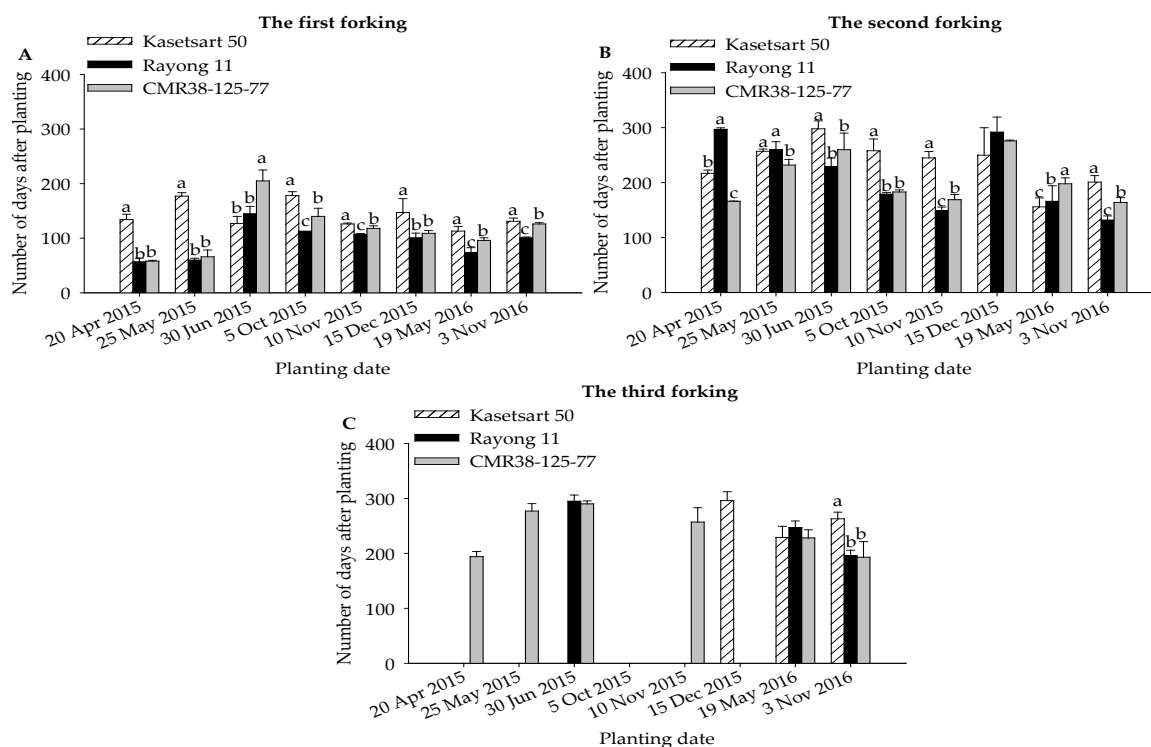 The first forking
A
Kasetsart 50
Rayong 11
CMR38-125-77
Number of days after planting
400
300
200
100
0
a b b
a b b
b b a
a c b
a c b
a b b
a c b
a c b
20 Apr 2015
25 May 2015
30 Jun 2015
5 Oct 2015
10 Nov 2015
15 Dec 2015
19 May 2016
3 Nov 2016
Planting date
The second forking
B
Kasetsart 50
Rayong 11
CMR38-125-77
Number of days after planting
400
300
200
100
0
b a c
a a b
a b b
a b b
a c b
c b a
a c b
20 Apr 2015
25 May 2015
30 Jun 2015
5 Oct 2015
10 Nov 2015
15 Dec 2015
19 May 2016
3 Nov 2016
Planting date
The third forking
C
Kasetsart 50
Rayong 11
CMR38-125-77
Number of days after planting
400
300
200
100
0
a b b
20 Apr 2015
25 May 2015
30 Jun 2015
5 Oct 2015
10 Nov 2015
15 Dec 2015
19 May 2016
3 Nov 2016
Planting date